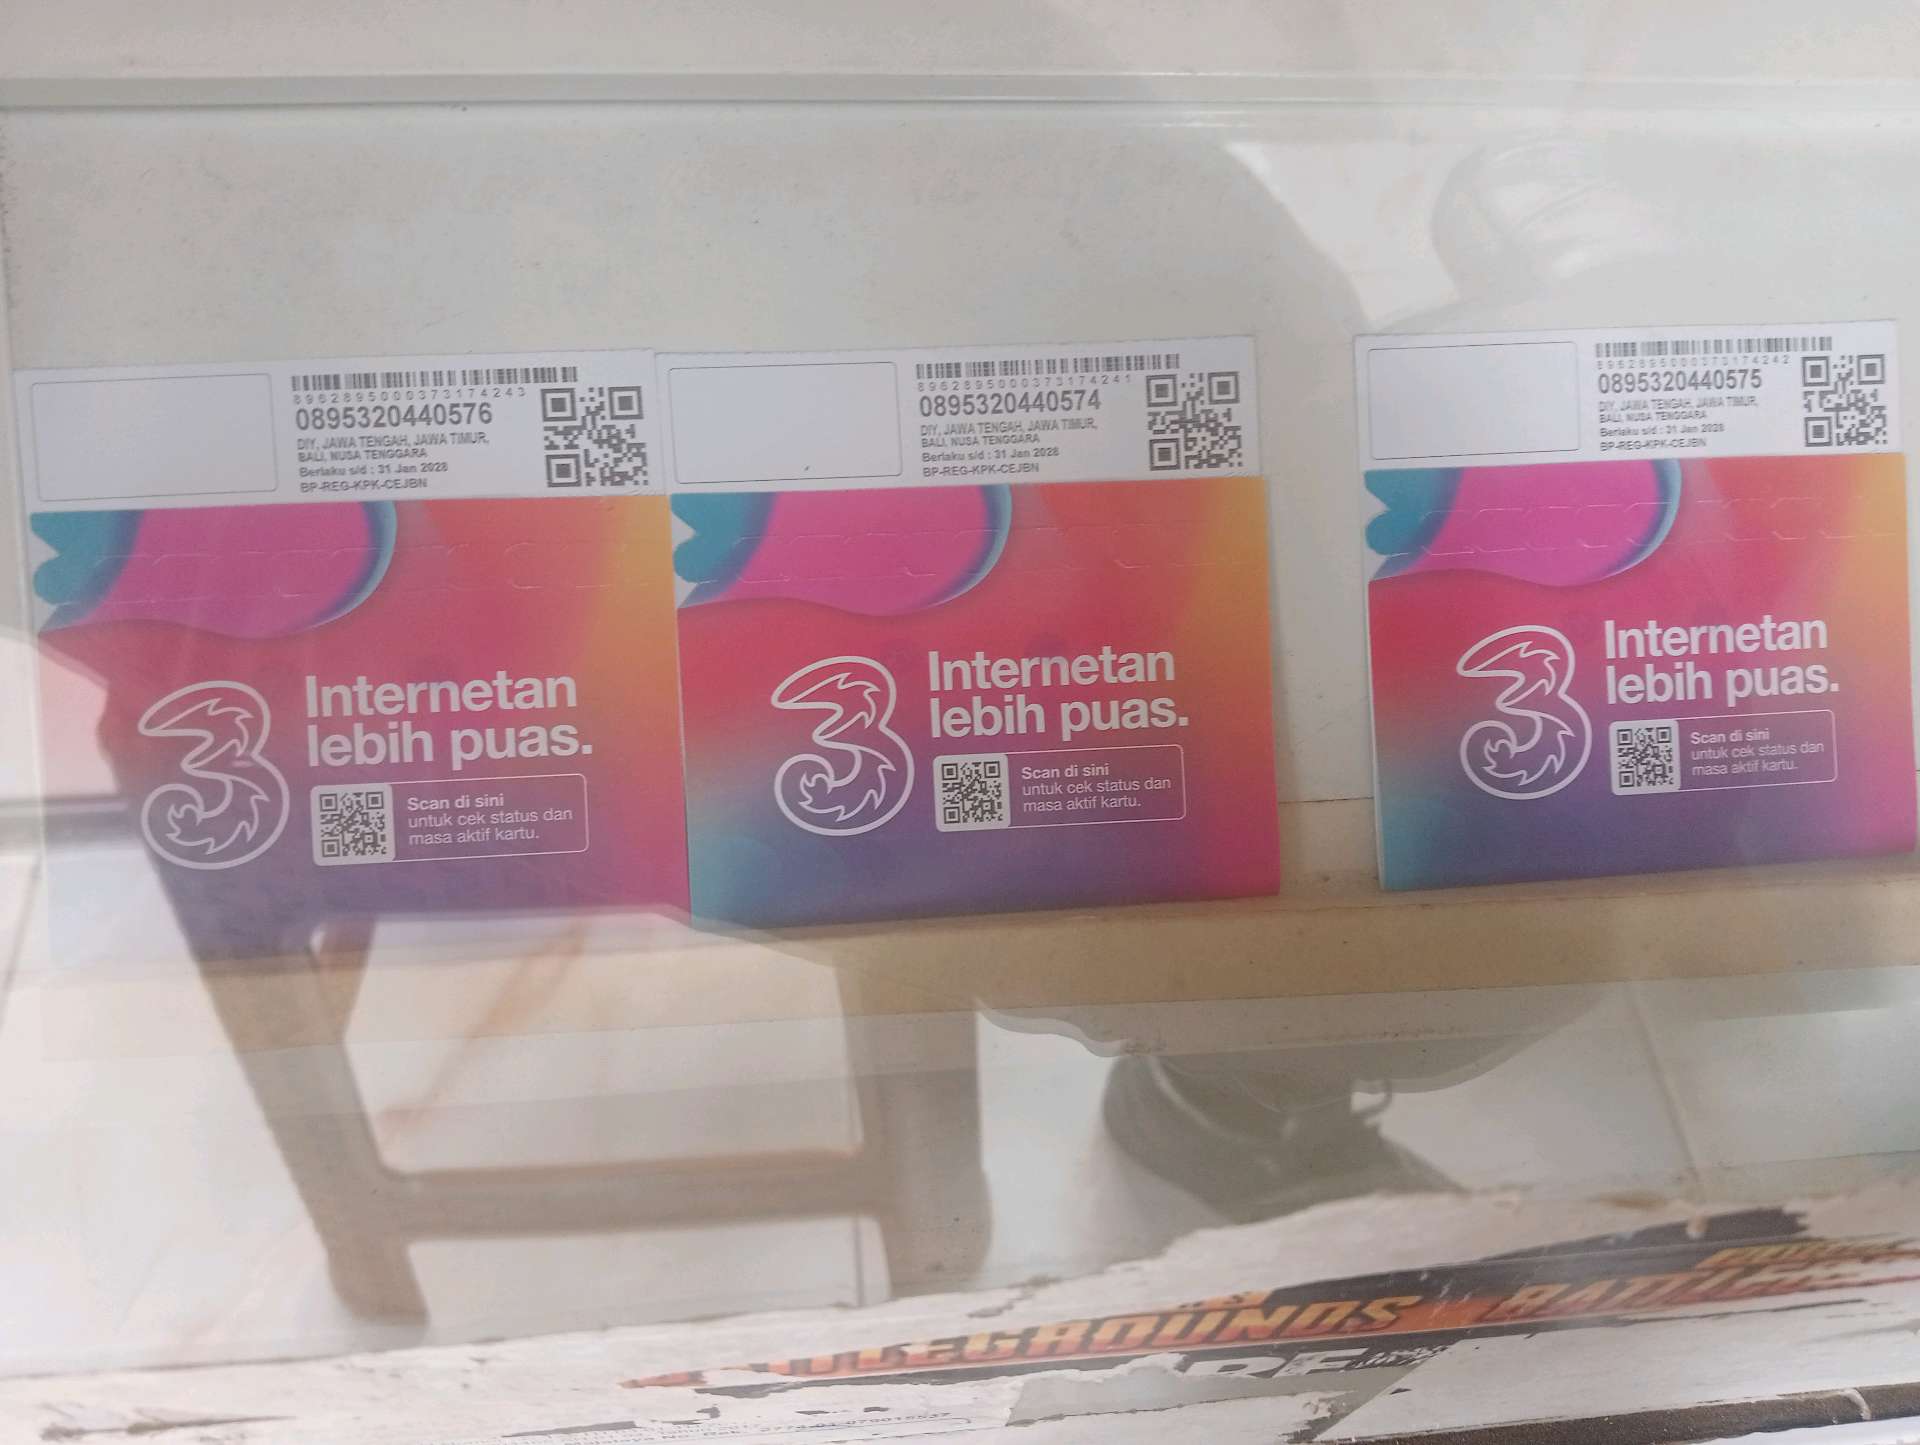 8962895000373174243
0895320440576
DIY, JAWA TENGAH, JAWA TIMUR,
BALI, NUSA TENGGARA
Berlaku s/d : 31 Jan 2028
BP-REG-KPK-CEJBN
3
Internetan
lebih puas.
Scan di sini
untuk cek status dan
masa aktif kartu.
8962895000373174241
0895320440574
DIY, JAWA TENGAH, JAWA TIMUR,
BALI, NUSA TENGGARA
Berlaku s/d : 31 Jan 2028
BP-REG-KPK-CEJBN
3
Internetan
lebih puas.
Scan di sini
untuk cek status dan
masa aktif kartu.
8962895000373174242
0895320440575
DIY, JAWA TENGAH, JAWA TIMUR,
BALI, NUSA TENGGARA
Berlaku s/d : 31 Jan 2028
BP-REG-KPK-CEJBN
3
Internetan
lebih puas.
Scan di sini
untuk cek status dan
masa aktif kartu.